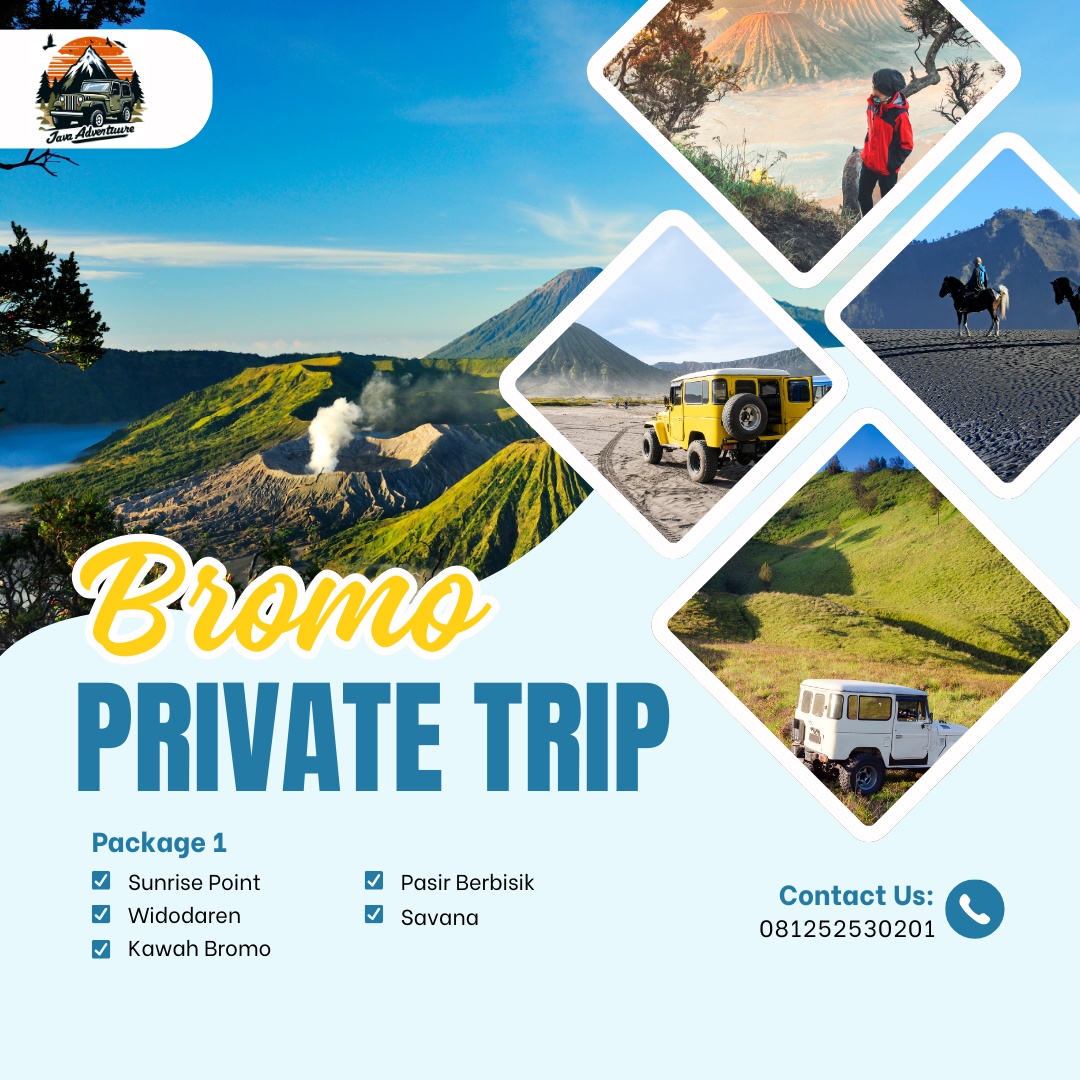 Java Adventuure
Bromo
PRIVATE TRIP
Package 1
Sunrise Point
Widodaren
Kawah Bromo
Pasir Berbisik
Savana
Contact Us:
081252530201